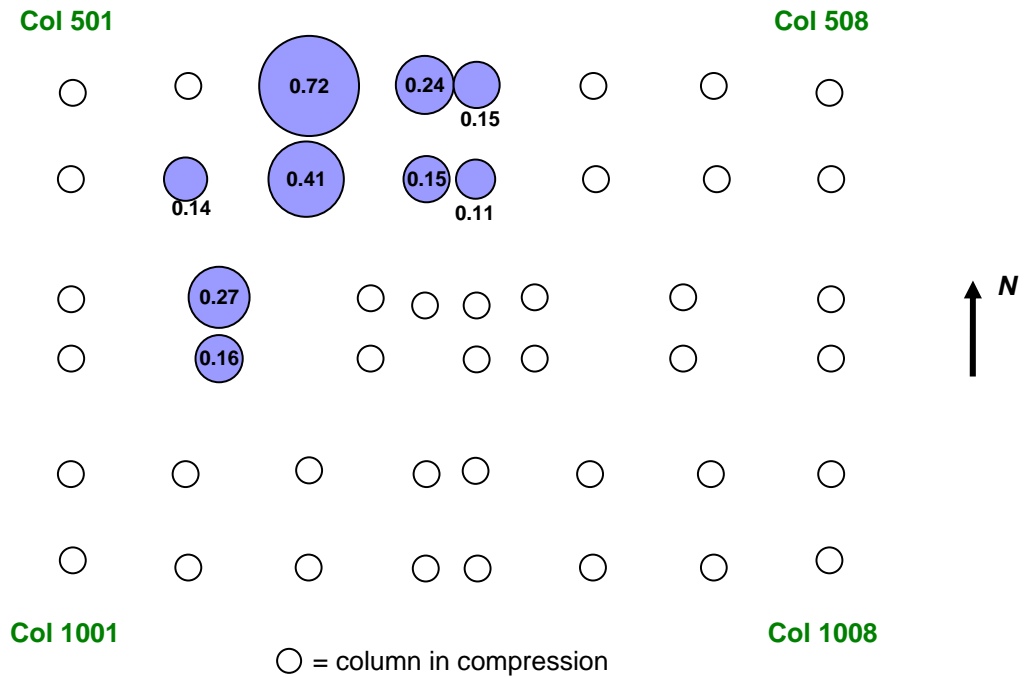 Col 501
Col 508
0.72
0.24
0.15
0.14
0.41
0.15
0.11
0.27
N
0.16
Col 1001
Col 1008
= column in compression